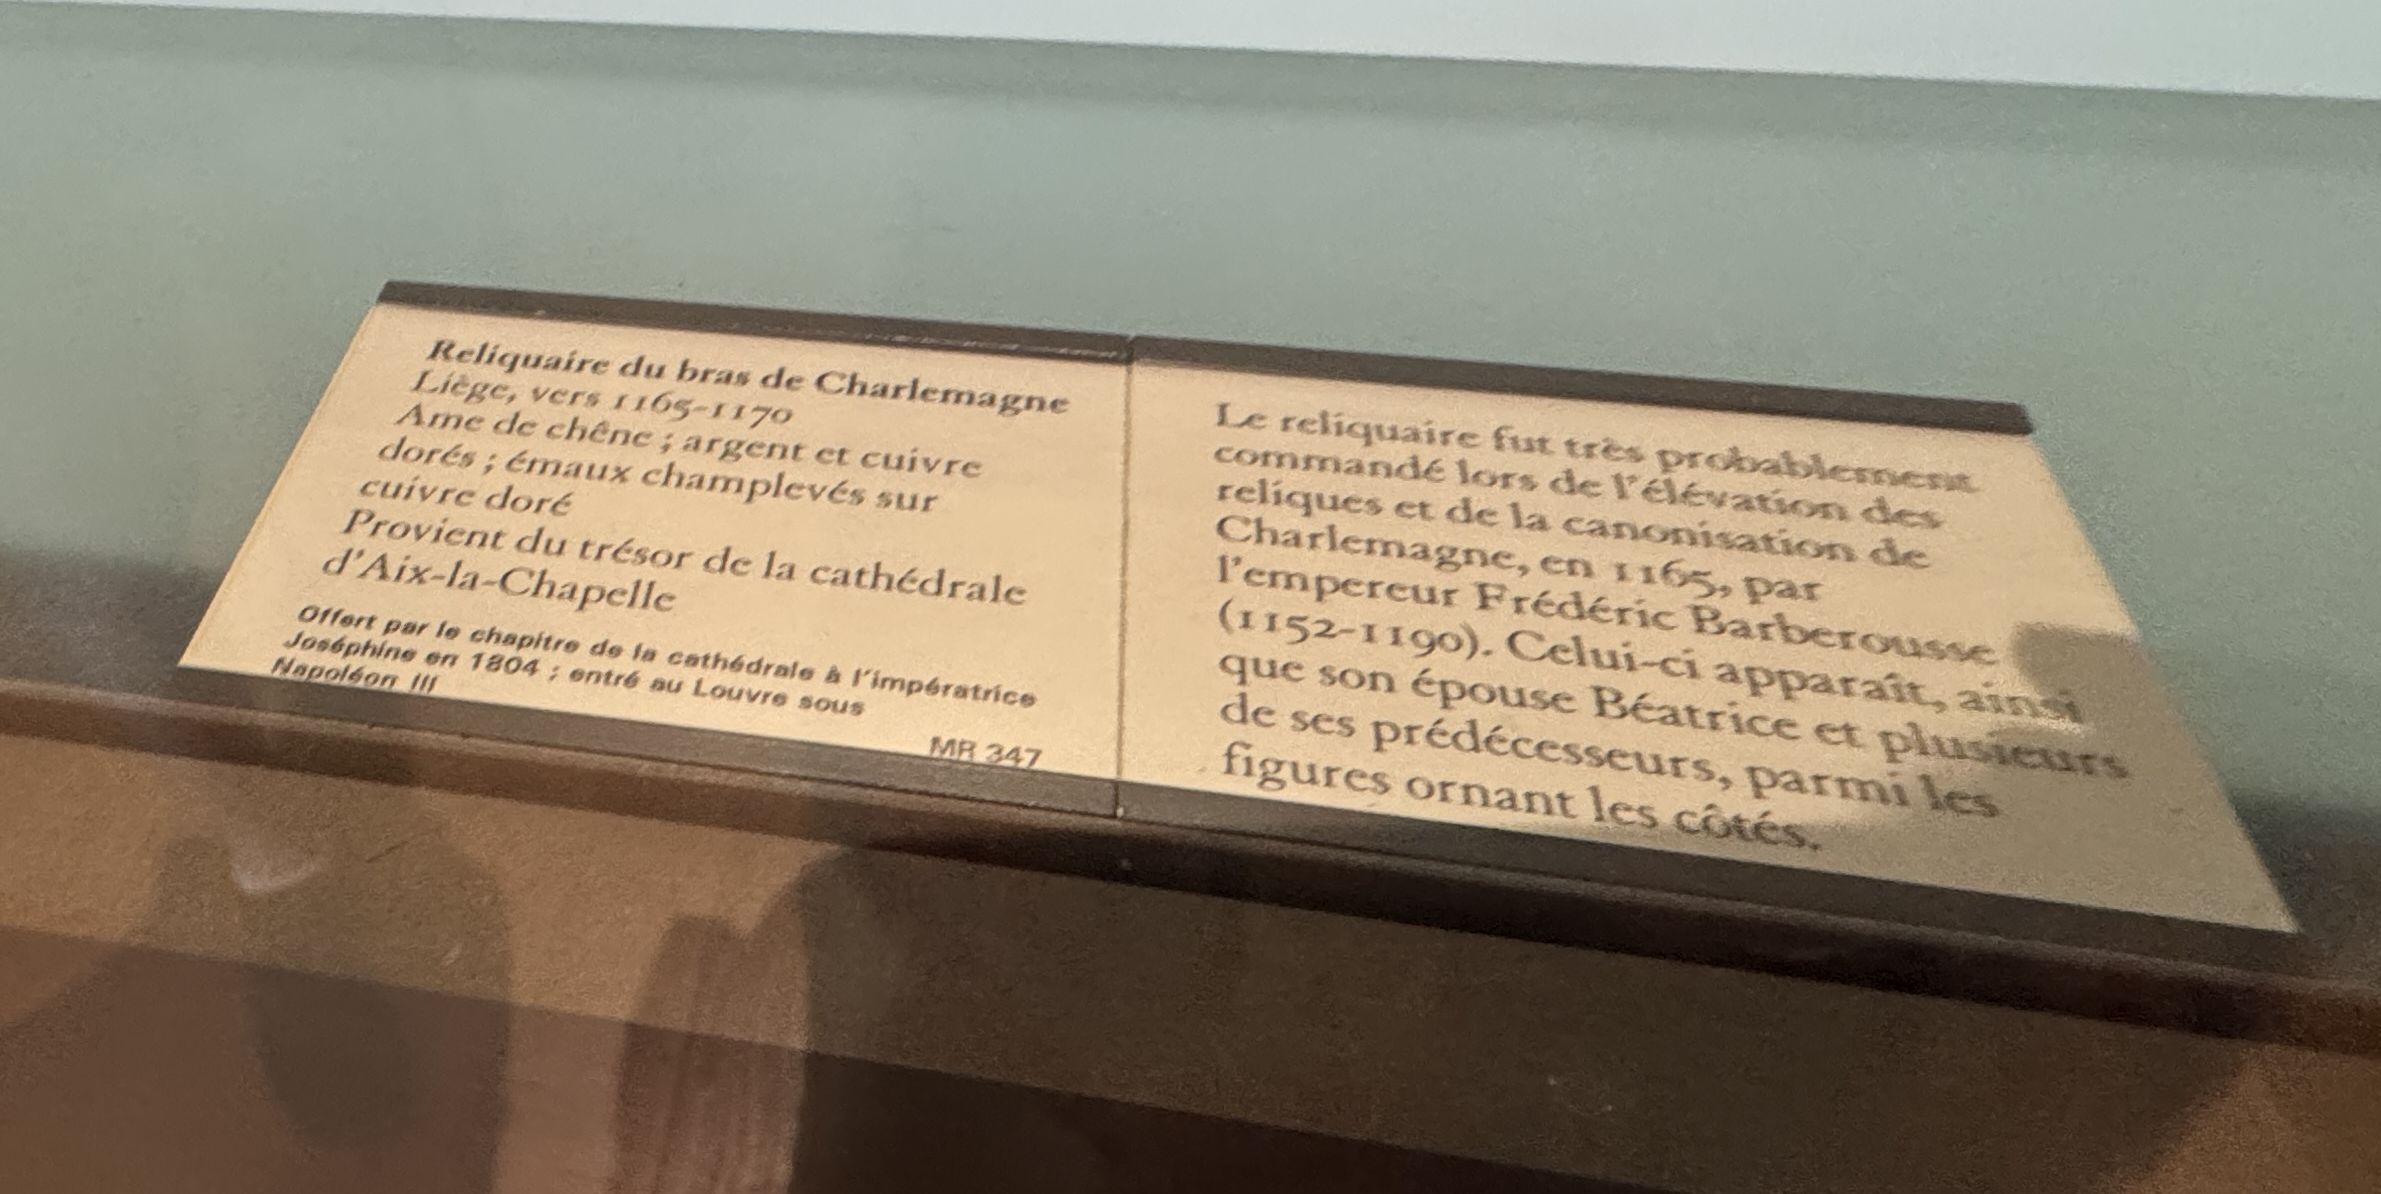 Reliquaire du bras de Charlemagne
Liège, vers 1165-1170
Ame de chêne ; argent et cuivre
dorés ; émaux champlevés sur
cuivre doré
Provient du trésor de la cathédrale
d'Aix-la-Chapelle
Offert par le chapitre de la cathédrale à l'impératrice
Joséphine en 1804 ; entré au Louvre sous
Napoléon III
MR 347
Le reliquaire fut très probablement
commandé lors de l'élévation des
reliques et de la canonisation de
Charlemagne, en 1165, par
l'empereur Frédéric Barberousse
(1152-1190). Celui-ci apparaît, ainsi
que son épouse Béatrice et plusieurs
de ses prédécesseurs, parmi les
figures ornant les côtés.